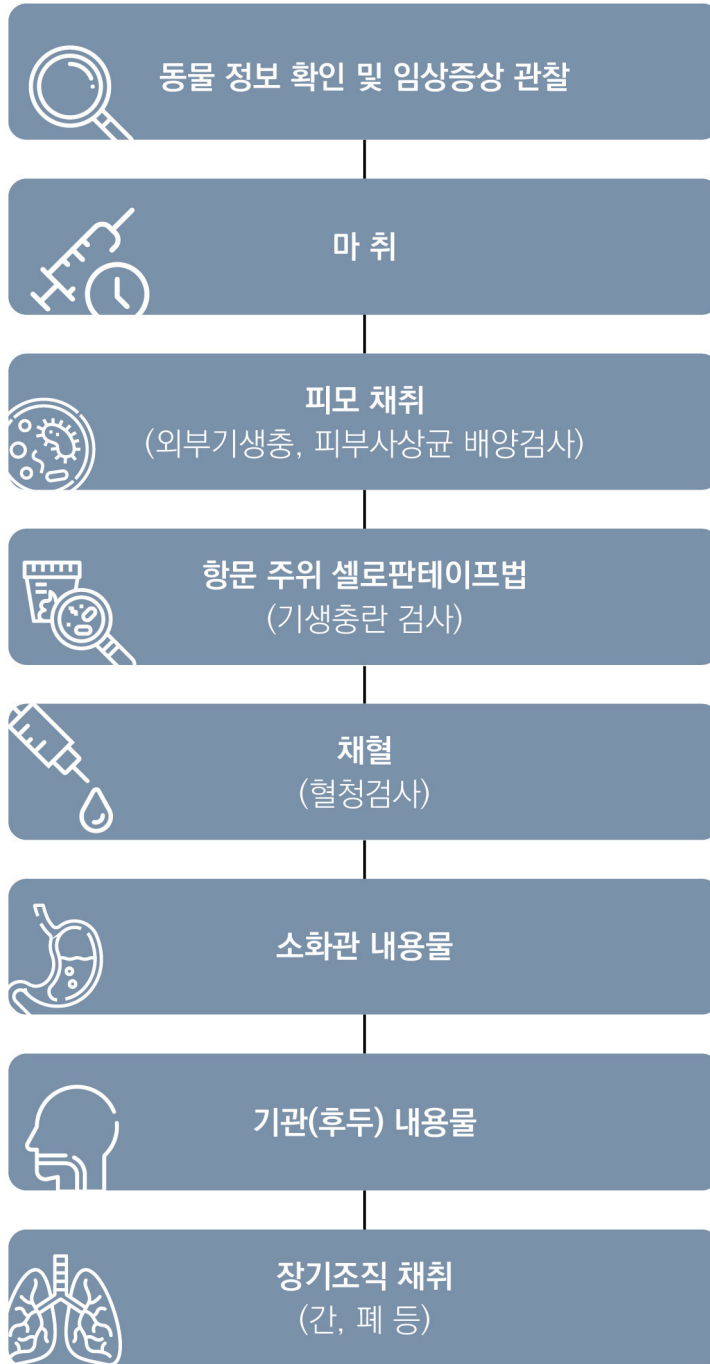 동물 정보 확인 및 임상증상 관찰
마 취
피모 채취
(외부기생충, 피부사상균 배양검사)
항문 주위 셀로판테이프법
(기생충란 검사)
채혈
(혈청검사)
소화관 내용물
기관(후두) 내용물
장기조직 채취
(간, 폐 등)